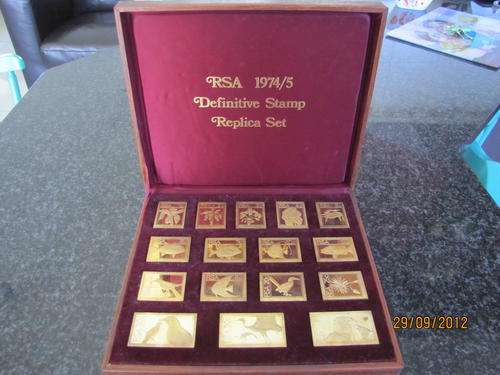 RSA 1974/5
Definitive Stamp
Replica Set
29/09/2012